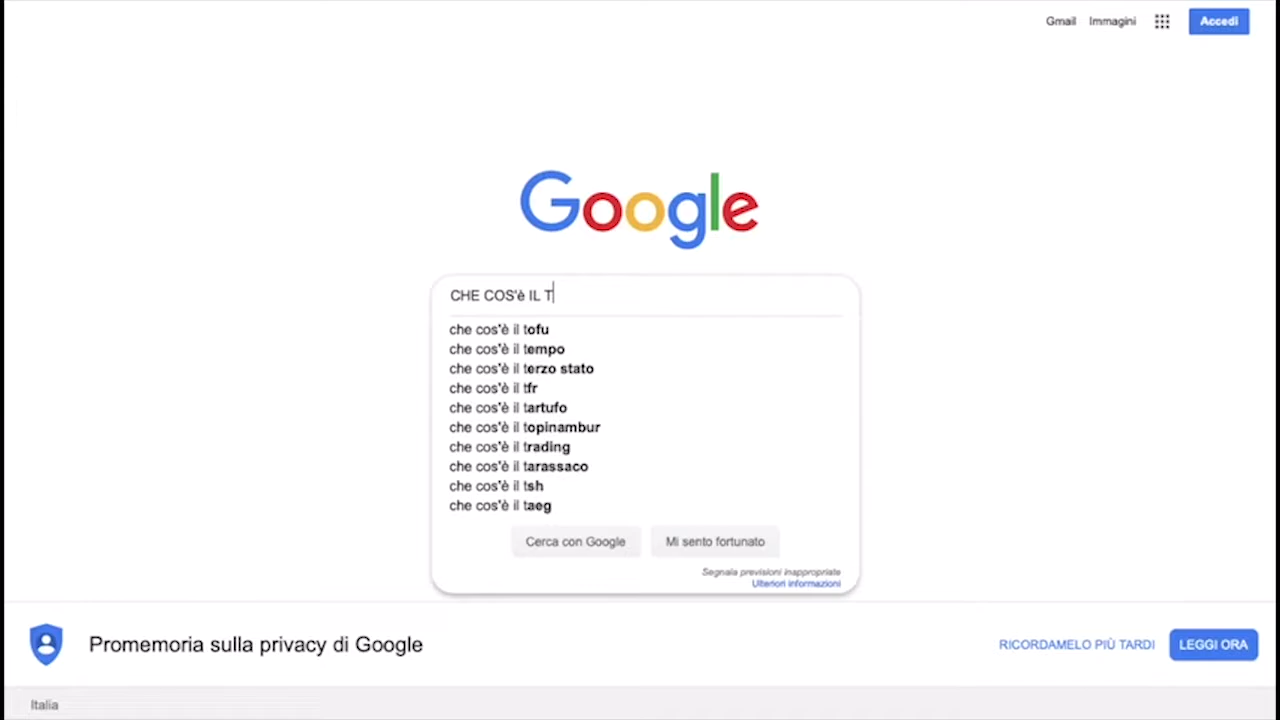 Gmail Immagini Accedi
Google
CHE COS'è IL T
che cos'è il tofu
che cos'è il tempo
che cos'è il terzo stato
che cos'è il tfr
che cos'è il tartufo
che cos'è il topinambur
che cos'è il trading
che cos'è il tarassaco
che cos'è il tsh
che cos'è il taeg
Cerca con Google Mi sento fortunato
Segnala previsioni inappropriate
Ulteriori informazioni
Promemoria sulla privacy di Google RICORDAMELO PIÙ TARDI LEGGI ORA
Italia